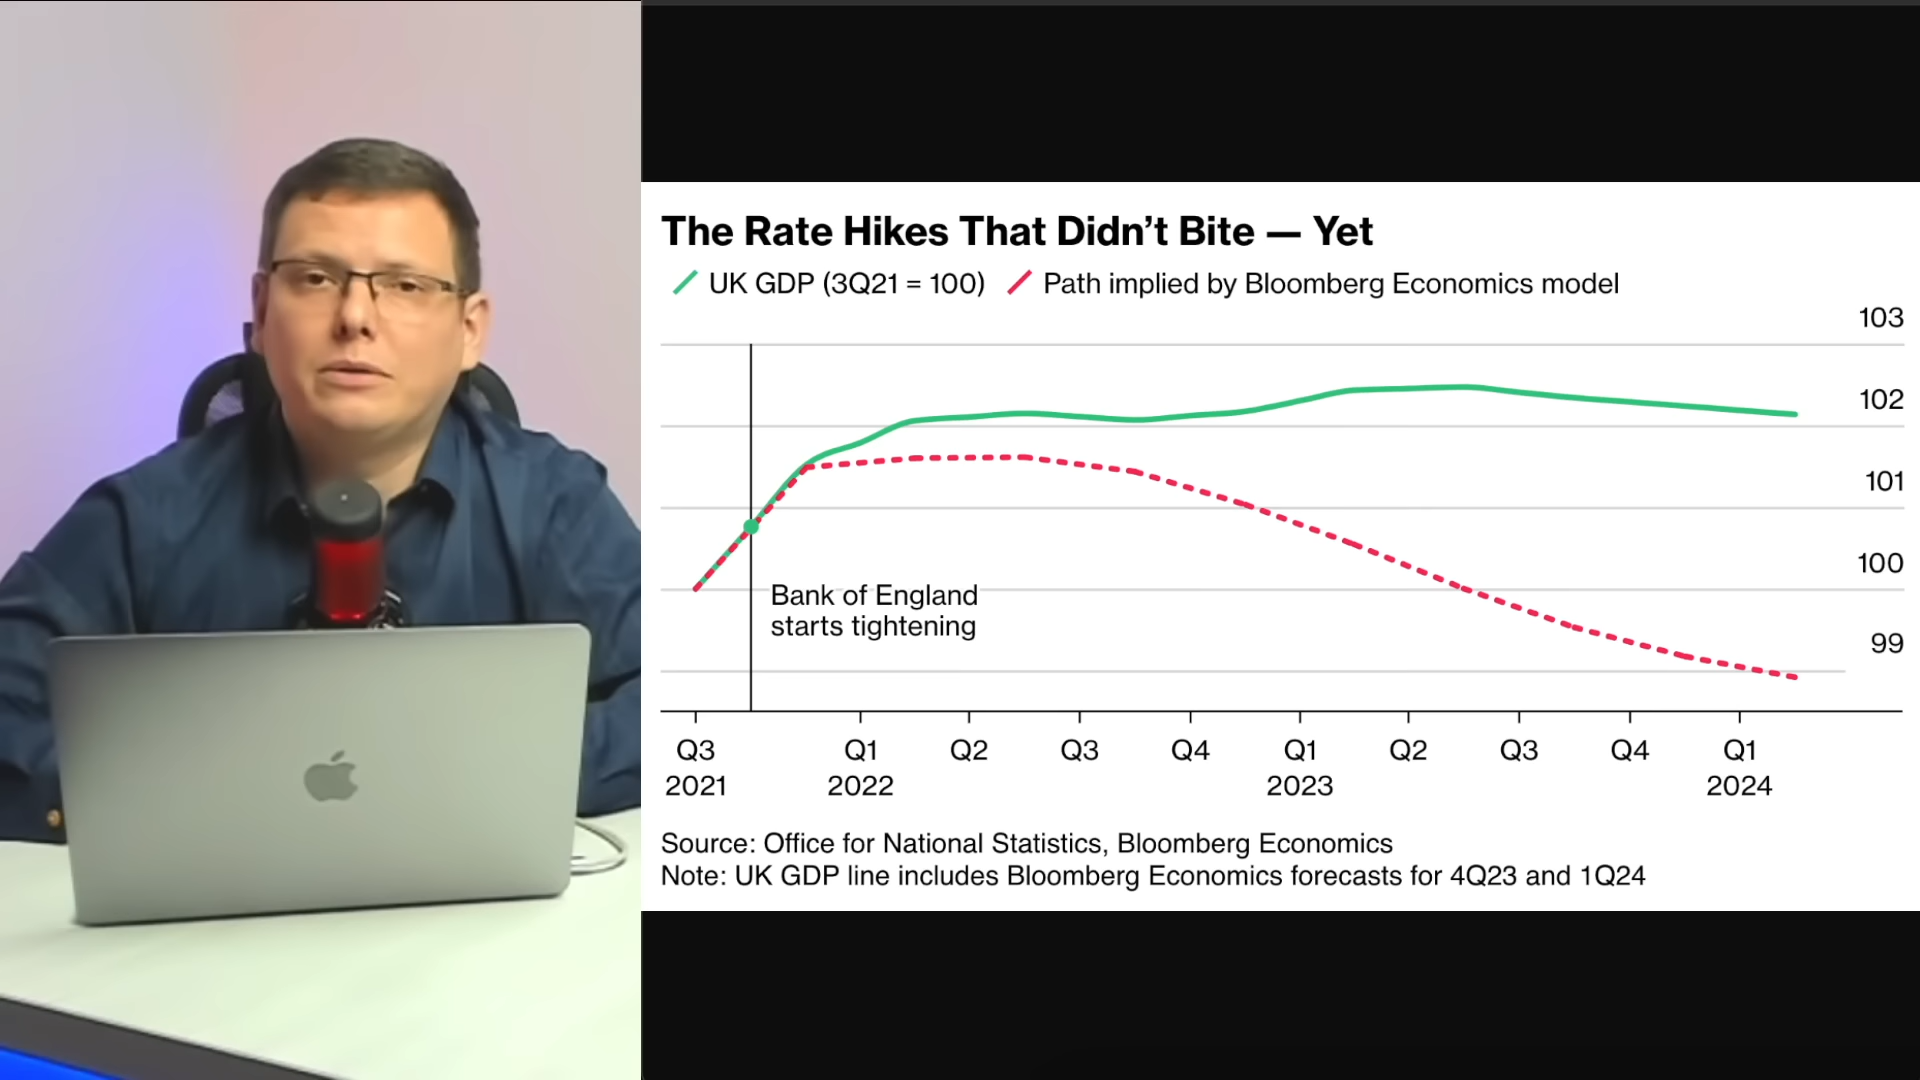 The Rate Hikes That Didn’t Bite — Yet
UK GDP (3Q21 = 100) Path implied by Bloomberg Economics model
103
102
101
100
99
Bank of England
starts tightening
Q3 Q1 Q2 Q3 Q4 Q1 Q2 Q3 Q4 Q1
2021 2022 2023 2024
Source: Office for National Statistics, Bloomberg Economics
Note: UK GDP line includes Bloomberg Economics forecasts for 4Q23 and 1Q24